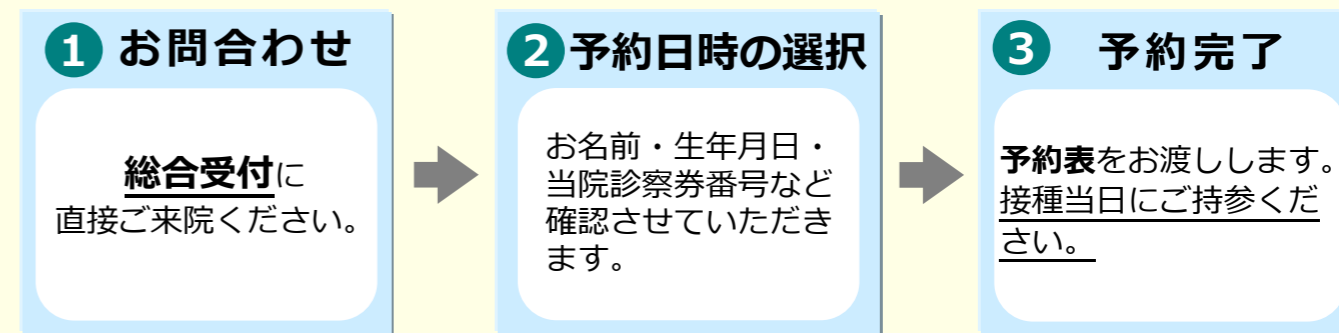 1 お問合わせ
総合受付に
直接ご来院ください。
2 予約日時の選択
お名前・生年月日・
当院診察券番号など
確認させていただき
ます。
3 予約完了
予約表をお渡しします。
接種当日にご持参くだ
さい。